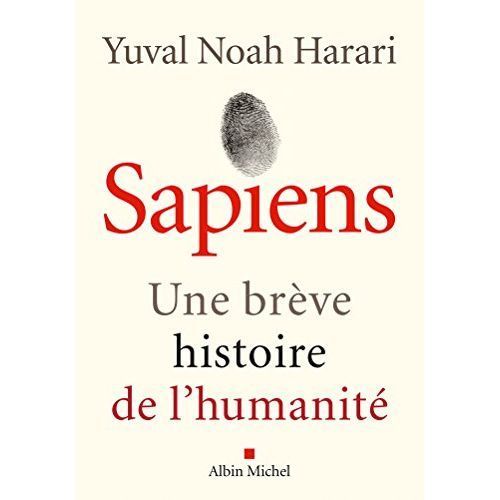 Yuval Noah Harari
Sapiens
Une brève
histoire
de l'humanité
Albin Michel